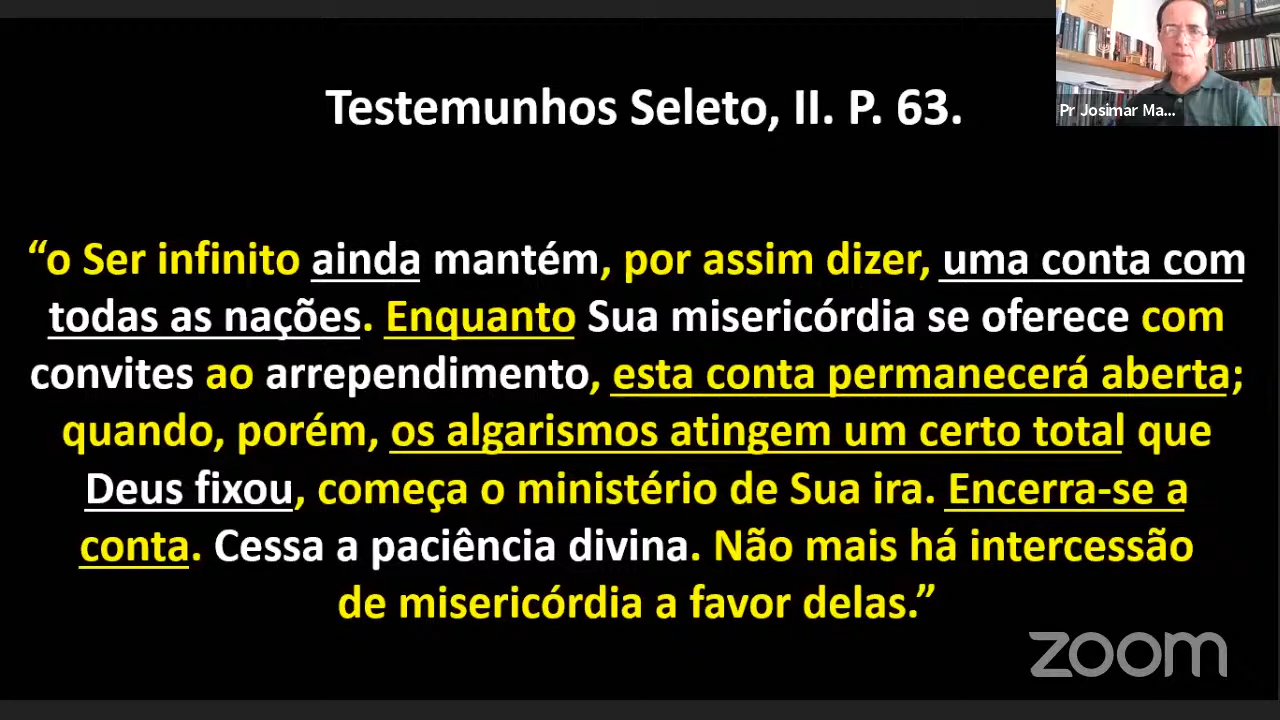 Testemunhos Seleto, II. P. 63.
Pr Josimar Ma...
“o Ser infinito ainda mantém, por assim dizer, uma conta com
todas as nações. Enquanto Sua misericórdia se oferece com
convites ao arrependimento, esta conta permanecerá aberta;
quando, porém, os algarismos atingem um certo total que
Deus fixou, começa o ministério de Sua ira. Encerra-se a
conta. Cessa a paciência divina. Não mais há intercessão
de misericórdia a favor delas.”
zoom